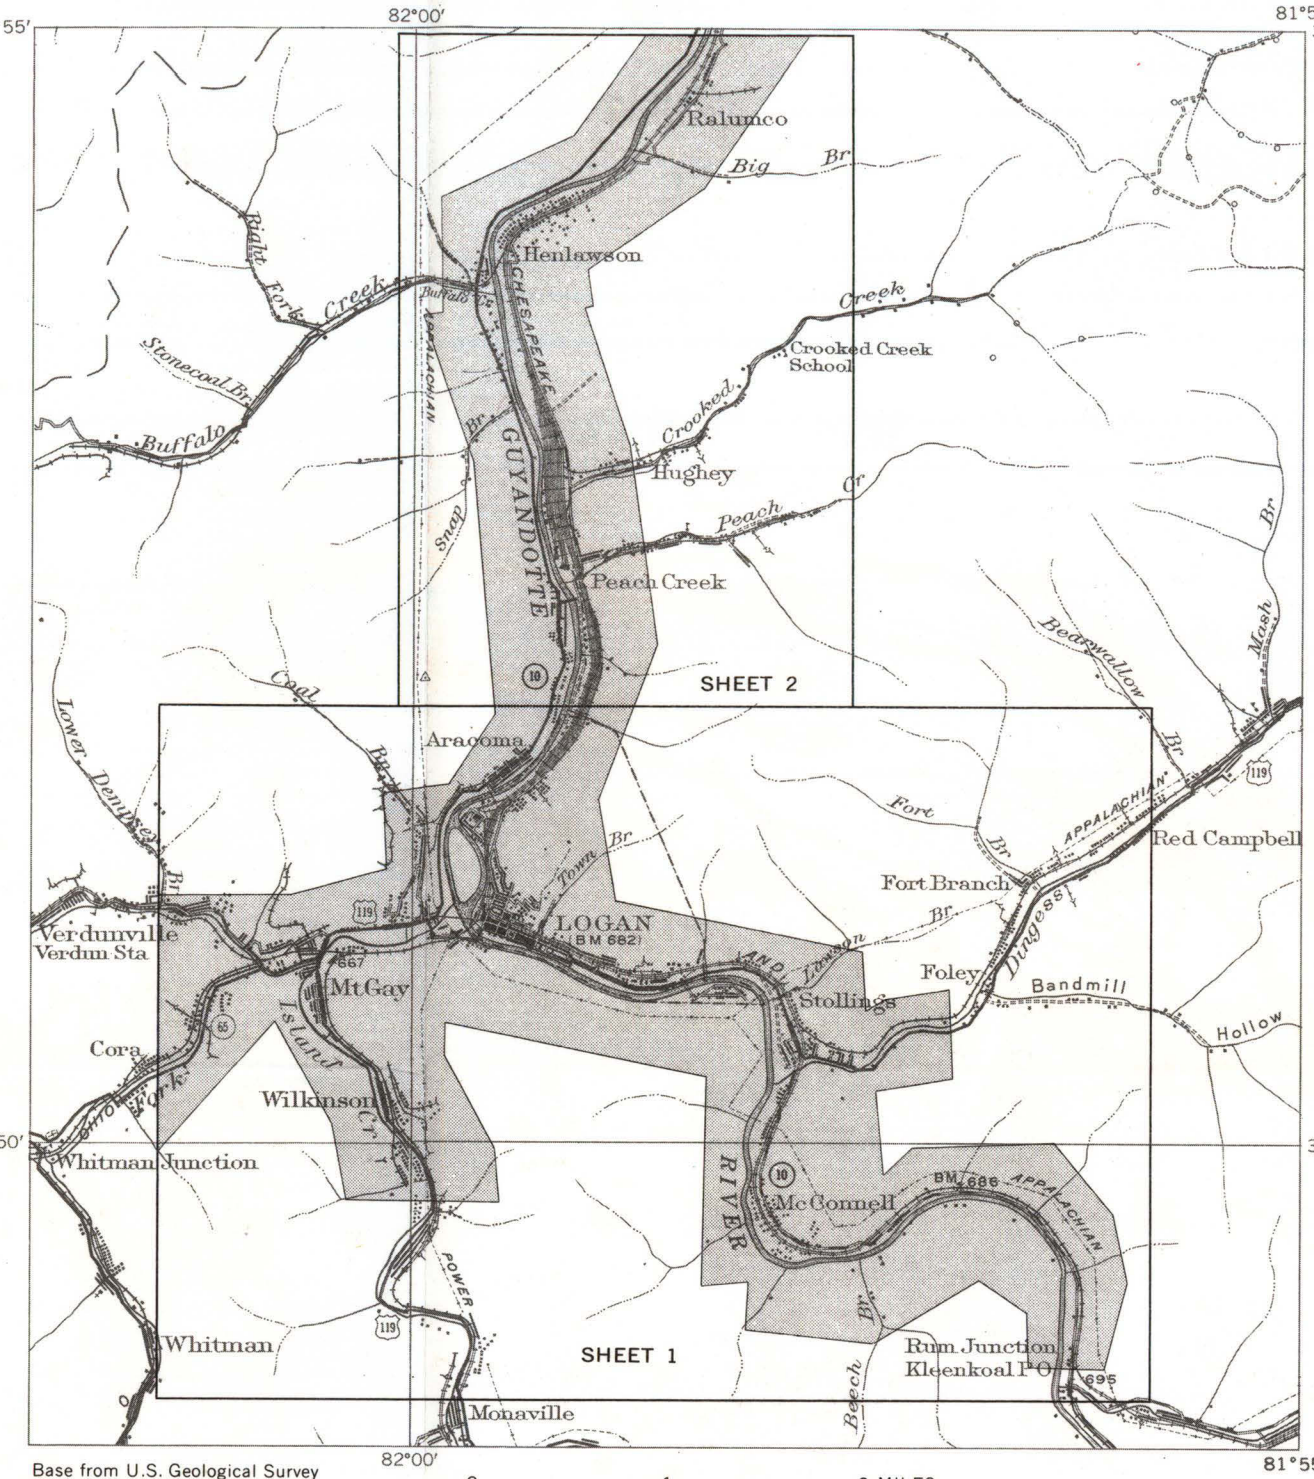 55'
82°00'
81°5
Ralumco
Big Br
Right Fork
Henlawson
Creek
Buffalo Cr
CHESAPEAKE
Creek
Stonecoal Br
APPALACHIAN
Crooked Creek
School
Crooked
Br
Buffalo
GUYANDOTTE
Hughey
Peach Cr
Br
Snap
Peach Creek
Mash
Bearwallow
Br
10
SHEET 2
Coal
Br
Lower Dempsey
Br
Aracoma
119
APPALACHIAN
Fort
Br
Red Campbell
Town Br
Fort Branch
119
LOGAN
(BM 682)
Br
Verdunville
Verdun Sta
667
AND
Lowson
Dingess
Foley
Mt Gay
Island
Stollings
Bandmill
Hollow
65
Cora
Fork
OHIO
Wilkinson
Cr
50'
Whitman Junction
RIVER
10
McConnell
BM 686
APPALACHIAN
POWER
119
Br
Whitman
SHEET 1
Rum Junction
Kleenkoal P O
695
Beech
Monaville
82°00'
81°55
Base from U.S. Geological Survey